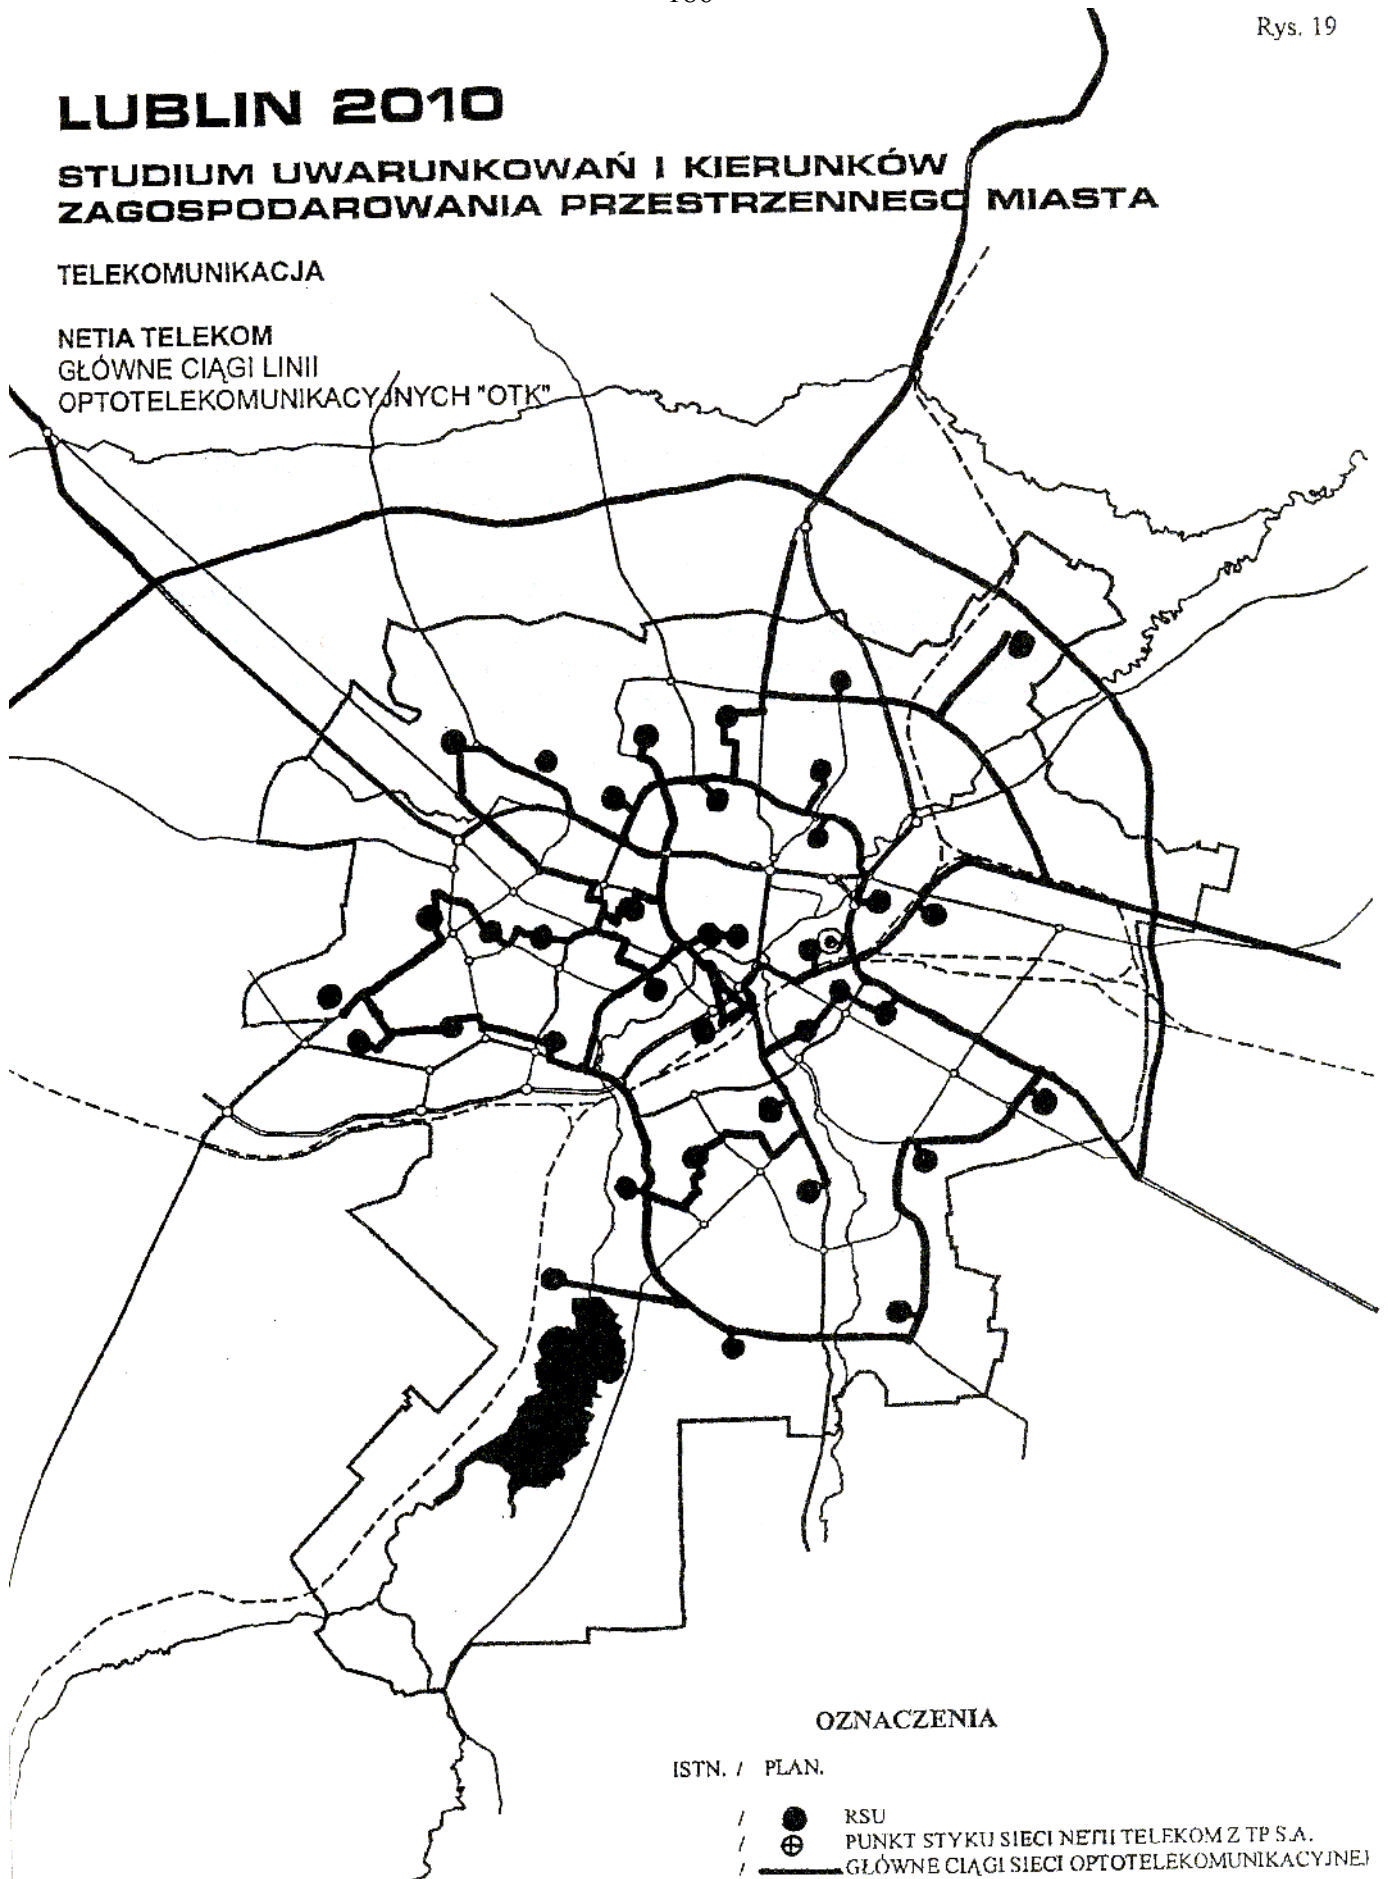 Rys. 19
LUBLIN 2010
STUDIUM UWARUNKOWAŃ I KIERUNKÓW
ZAGOSPODAROWANIA PRZESTRZENNEGO MIASTA
TELEKOMUNIKACJA
NETIA TELEKOM
GŁÓWNE CIĄGI LINII
OPTOTELEKOMUNIKACYJNYCH "OTK"
OZNACZENIA
ISTN. / PLAN.
/ RSU
/ PUNKT STYKU SIECI NETII TELEKOM Z TP S.A.
/ GŁÓWNE CIĄGI SIECI OPTOTELEKOMUNIKACYJNEJ